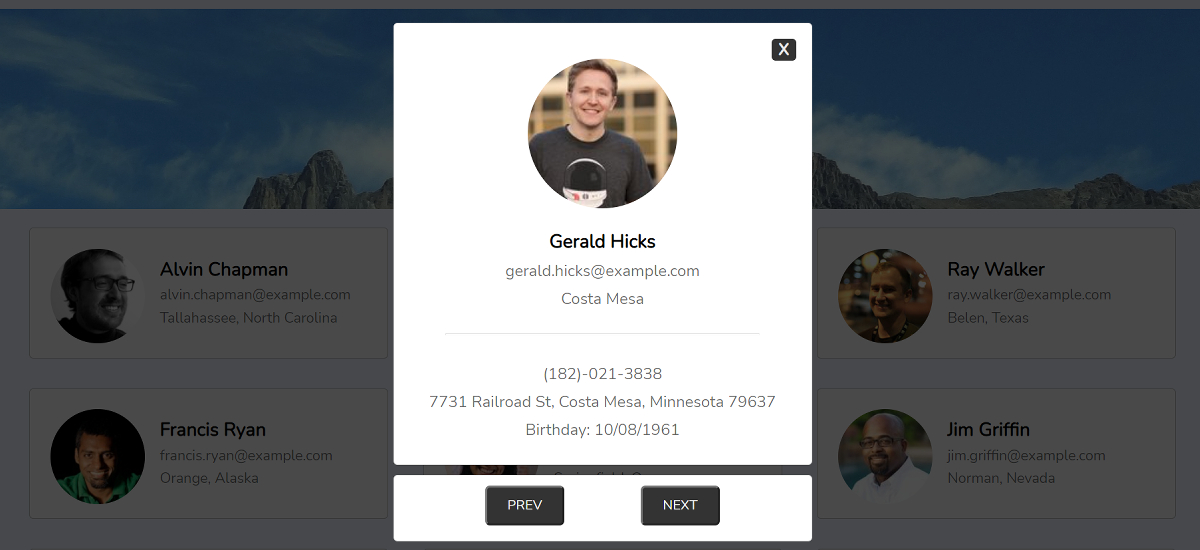 X
Gerald Hicks
gerald.hicks@example.com
Costa Mesa
(182)-021-3838
7731 Railroad St, Costa Mesa, Minnesota 79637
Birthday: 10/08/1961
PREV
NEXT
Alvin Chapman
alvin.chapman@example.com
Tallahassee, North Carolina
Ray Walker
ray.walker@example.com
Belen, Texas
Francis Ryan
francis.ryan@example.com
Orange, Alaska
Jim Griffin
jim.griffin@example.com
Norman, Nevada